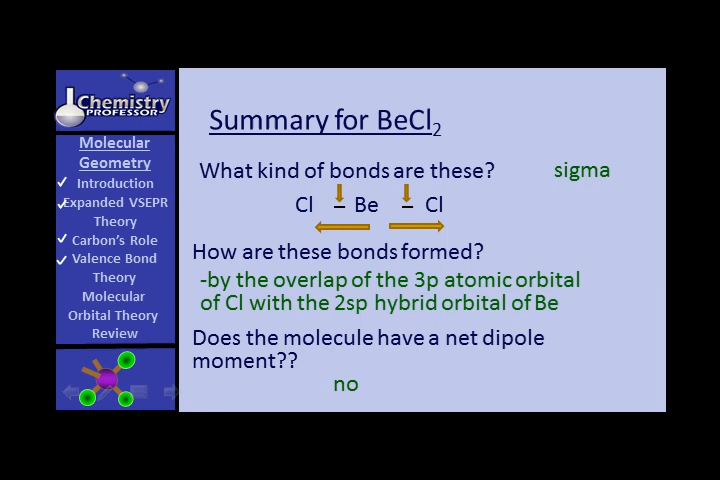 Chemistry
PROFESSOR
Molecular
Geometry
✓ Introduction
✓ Expanded VSEPR
Theory
✓ Carbon's Role
✓ Valence Bond
Theory
Molecular
Orbital Theory
Review
Summary for BeCl₂
What kind of bonds are these? sigma
Cl – Be – Cl
How are these bonds formed?
-by the overlap of the 3p atomic orbital
of Cl with the 2sp hybrid orbital of Be
Does the molecule have a net dipole
moment??
no